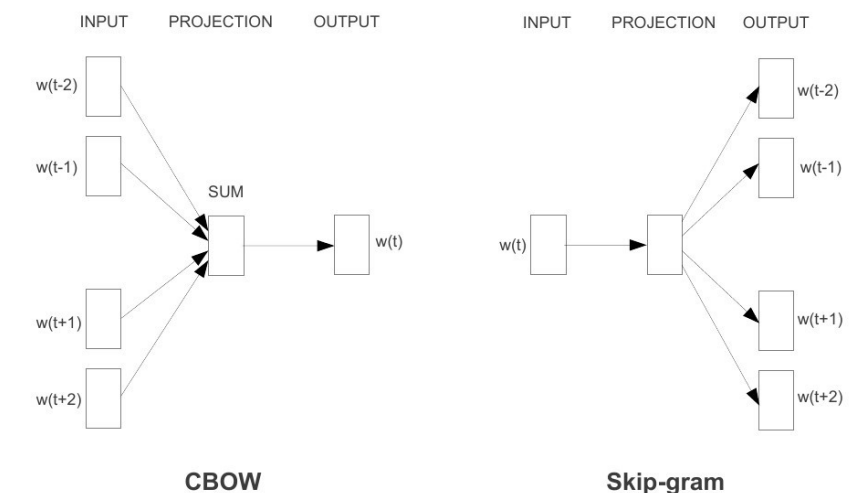 INPUT PROJECTION OUTPUT
w(t-2)
w(t-1)
SUM
w(t)
w(t+1)
w(t+2)
CBOW
INPUT PROJECTION OUTPUT
w(t-2)
w(t-1)
w(t)
w(t+1)
w(t+2)
Skip-gram